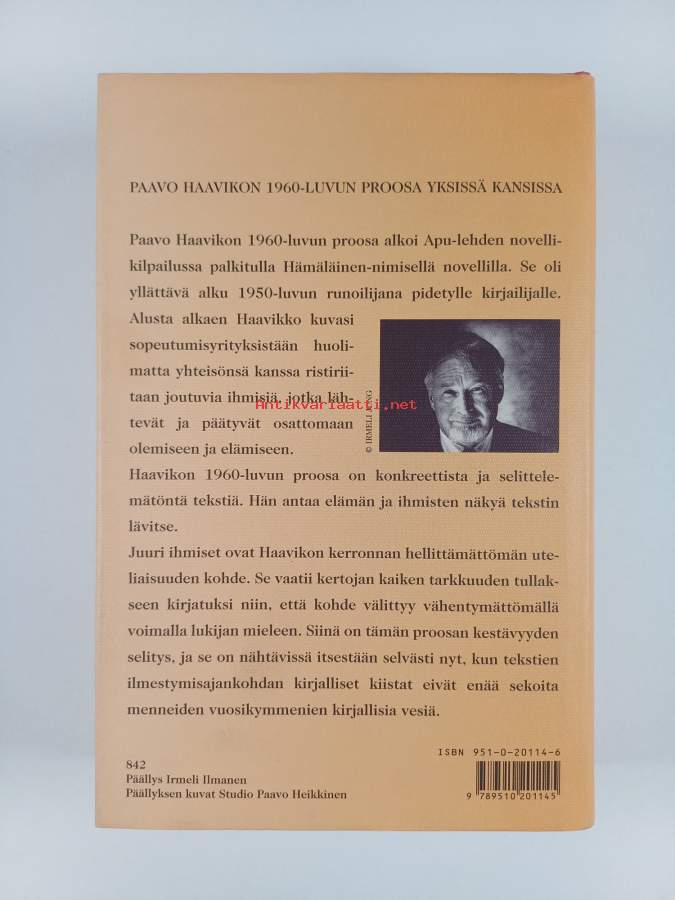 PAAVO HAAVIKON 1960-LUVUN PROOSA YKSISSÄ KANSISSA
Paavo Haavikon 1960-luvun proosa alkoi Apu-lehden novelli-
kilpailussa palkitulla Hämäläinen-nimisellä novellilla. Se oli
yllättävä alku 1950-luvun runoilijana pidetylle kirjailijalle.
Alusta alkaen Haavikko kuvasi
sopeutumisyrityksistään huoli-
matta yhteisönsä kanssa ristirii-
taan joutuvia ihmisiä, jotka läh-
tevät ja päätyvät osattomaan
olemiseen ja elämiseen.
Antikvariaatti.net
© IRMELI JUNG
Haavikon 1960-luvun proosa on konkreettista ja selittele-
mätöntä tekstiä. Hän antaa elämän ja ihmisten näkyä tekstin
lävitse.
Juuri ihmiset ovat Haavikon kerronnan hellittämättömän ute-
liaisuuden kohde. Se vaatii kertojan kaiken tarkkuuden tullak-
seen kirjatuksi niin, että kohde välittyy vähentymättömällä
voimalla lukijan mieleen. Siinä on tämän proosan kestävyyden
selitys, ja se on nähtävissä itsestään selvästi nyt, kun tekstien
ilmestymisajankohdan kirjalliset kiistat eivät enää sekoita
menneiden vuosikymmenien kirjallisia vesiä.
842
Päällys Irmeli Ilmanen
Päällyksen kuvat Studio Paavo Heikkinen
ISBN 951-0-20114-6
9 789510 201145